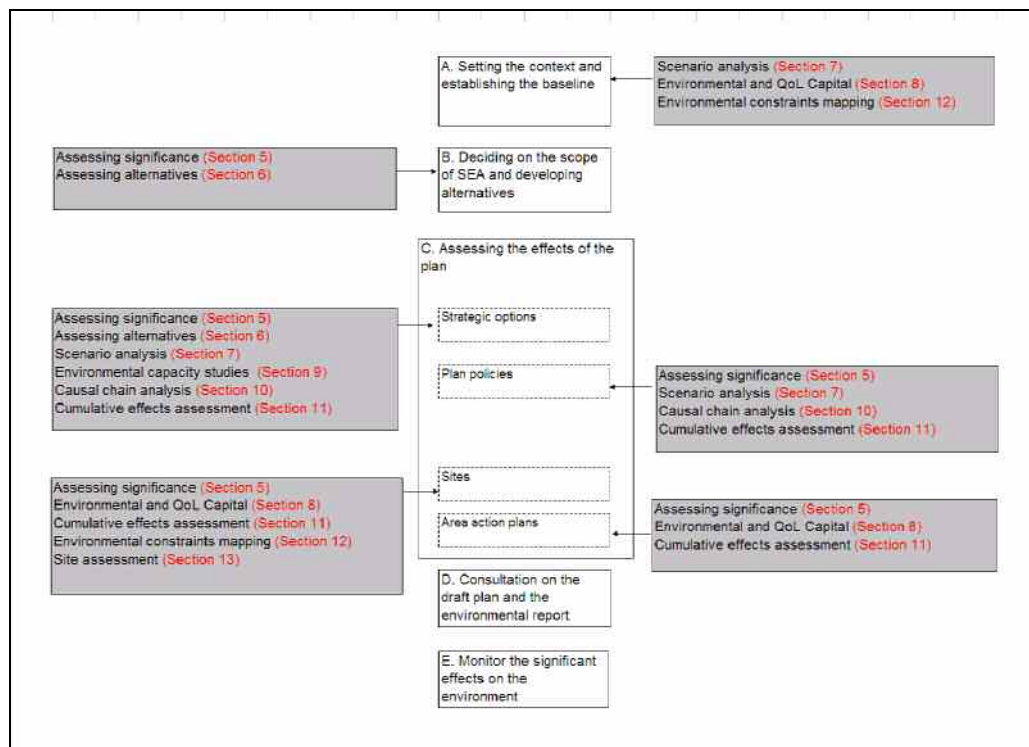 A. Setting the context and
establishing the baseline
Scenario analysis (Section 7)
Environmental and QoL Capital (Section 8)
Environmental constraints mapping (Section 12)
Assessing significance (Section 5)
Assessing alternatives (Section 6)
B. Deciding on the scope
of SEA and developing
alternatives
C. Assessing the effects of the
plan
Assessing significance (Section 5)
Assessing alternatives (Section 6)
Scenario analysis (Section 7)
Environmental capacity studies (Section 9)
Causal chain analysis (Section 10)
Cumulative effects assessment (Section 11)
Strategic options
Plan policies
Assessing significance (Section 5)
Scenario analysis (Section 7)
Causal chain analysis (Section 10)
Cumulative effects assessment (Section 11)
Assessing significance (Section 5)
Environmental and QoL Capital (Section 8)
Cumulative effects assessment (Section 11)
Environmental constraints mapping (Section 12)
Site assessment (Section 13)
Sites
Area action plans
Assessing significance (Section 5)
Environmental and QoL Capital (Section 8)
Cumulative effects assessment (Section 11)
D. Consultation on the
draft plan and the
environmental report
E. Monitor the significant
effects on the
environment